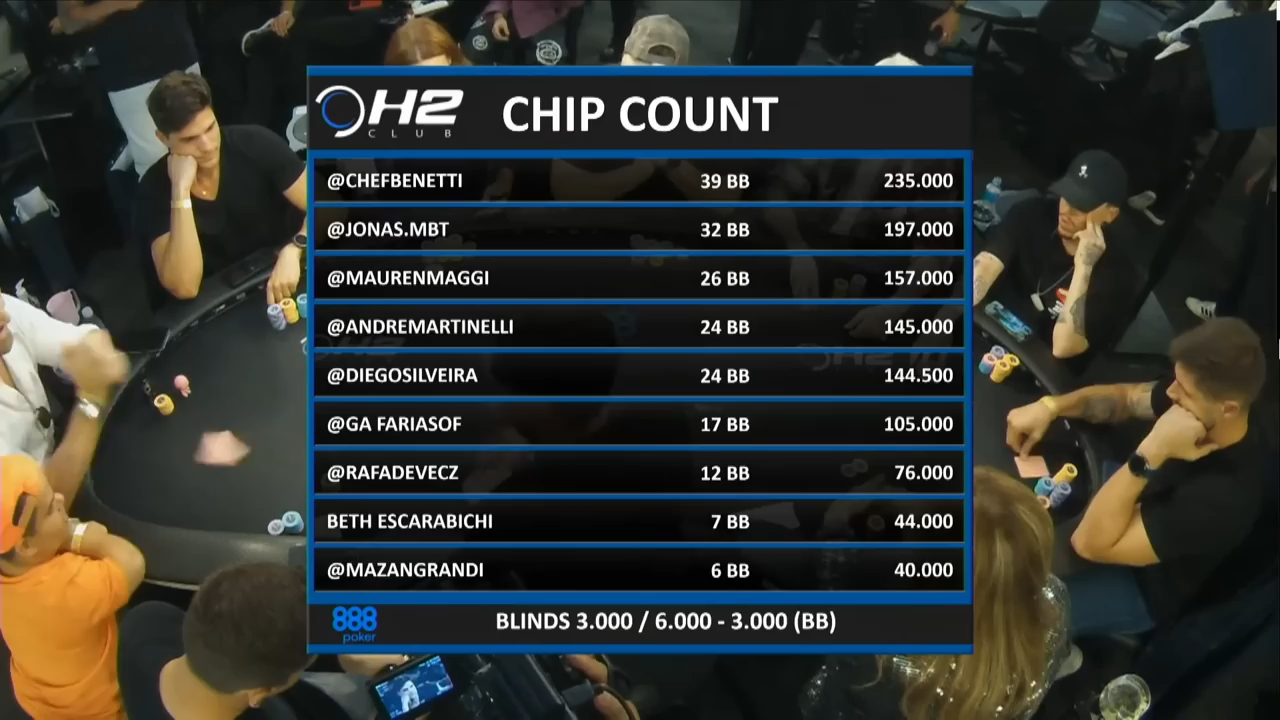 H2 CLUB CHIP COUNT
@CHEFBENETTI 39 BB 235.000
@JONAS.MBT 32 BB 197.000
@MAURENMAGGI 26 BB 157.000
@ANDREMARTINELLI 24 BB 145.000
@DIEGOSILVEIRA 24 BB 144.500
@GA FARIASOF 17 BB 105.000
@RAFADEVECZ 12 BB 76.000
BETH ESCARABICHI 7 BB 44.000
@MAZANGRANDI 6 BB 40.000
888 poker BLINDS 3.000 / 6.000 - 3.000 (BB)